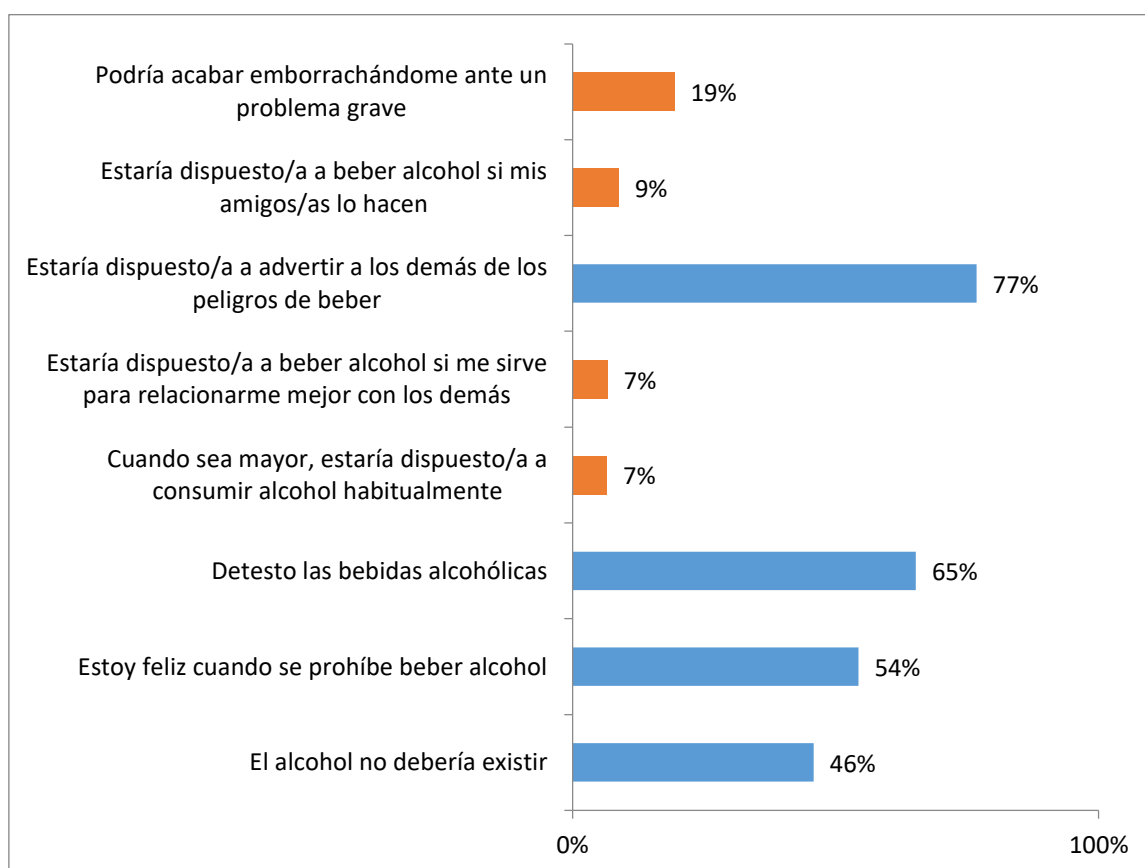 Podría acabar emborrachándome ante un
problema grave
19%
Estaría dispuesto/a a beber alcohol si mis
amigos/as lo hacen
9%
Estaría dispuesto/a a advertir a los demás de los
peligros de beber
77%
Estaría dispuesto/a a beber alcohol si me sirve
para relacionarme mejor con los demás
7%
Cuando sea mayor, estaría dispuesto/a a
consumir alcohol habitualmente
7%
Detesto las bebidas alcohólicas
65%
Estoy feliz cuando se prohíbe beber alcohol
54%
El alcohol no debería existir
46%
0%
100%